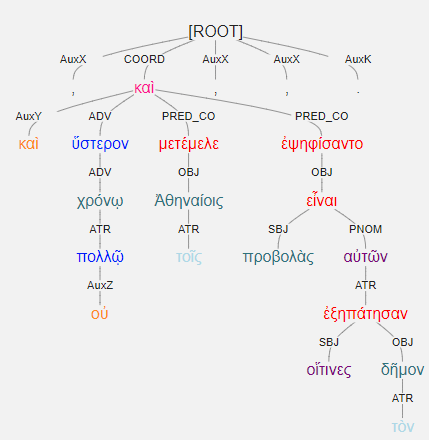 [ROOT]
AuxX COORD AuxX AuxX AuxK
, καὶ , , .
AuxY ADV PRED_CO PRED_CO
καὶ ὕστερον μετέμελε ἐψηφίσαντο
ADV OBJ OBJ
χρόνῳ Ἀθηναίοις εἶναι
ATR ATR SBJ PNOM
πολλῷ τοῖς προβολὰς αὐτῶν
AuxZ ATR
οὐ ἐξηπάτησαν
SBJ OBJ
οἵτινες δῆμον
ATR
τὸν